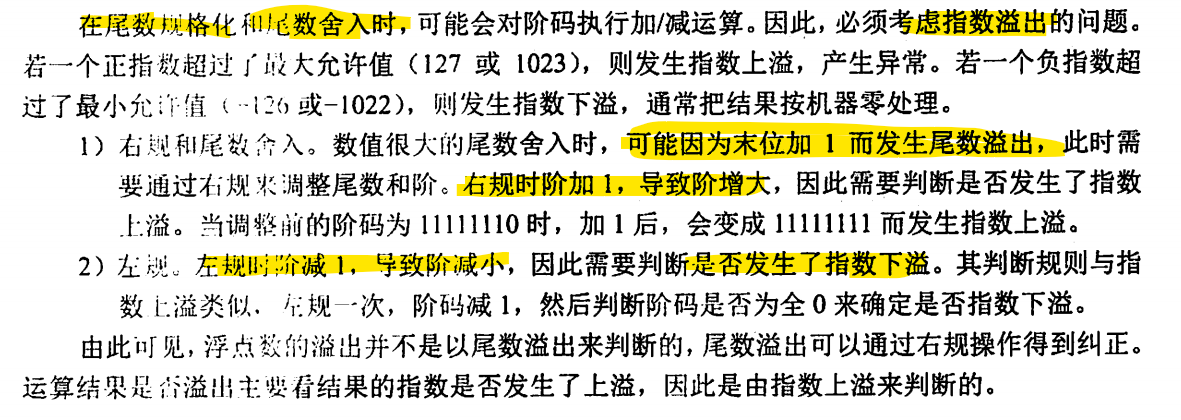 在尾数规格化和尾数舍入时,可能会对阶码执行加/减运算。因此,必须考虑指数溢出的问题。
若一个正指数超过了最大允许值(127 或 1023),则发生指数上溢,产生异常。若一个负指数超
过了最小允许值(-126 或-1022),则发生指数下溢,通常把结果按机器零处理。
1)右规和尾数舍入。数值很大的尾数舍入时,可能因为末位加 1 而发生尾数溢出,此时需
要通过右规来调整尾数和阶。右规时阶加 1,导致阶增大,因此需要判断是否发生了指数
上溢。当调整前的阶码为 11111110 时,加 1 后,会变成 11111111 而发生指数上溢。
2)左规。左规时阶减 1,导致阶减小,因此需要判断是否发生了指数下溢。其判断规则与指
数上溢类似,左规一次,阶码减 1,然后判断阶码是否为全 0 来确定是否指数下溢。
由此可见,浮点数的溢出并不是以尾数溢出来判断的,尾数溢出可以通过右规操作得到纠正。
运算结果是否溢出主要看结果的指数是否发生了上溢,因此是由指数上溢来判断的。